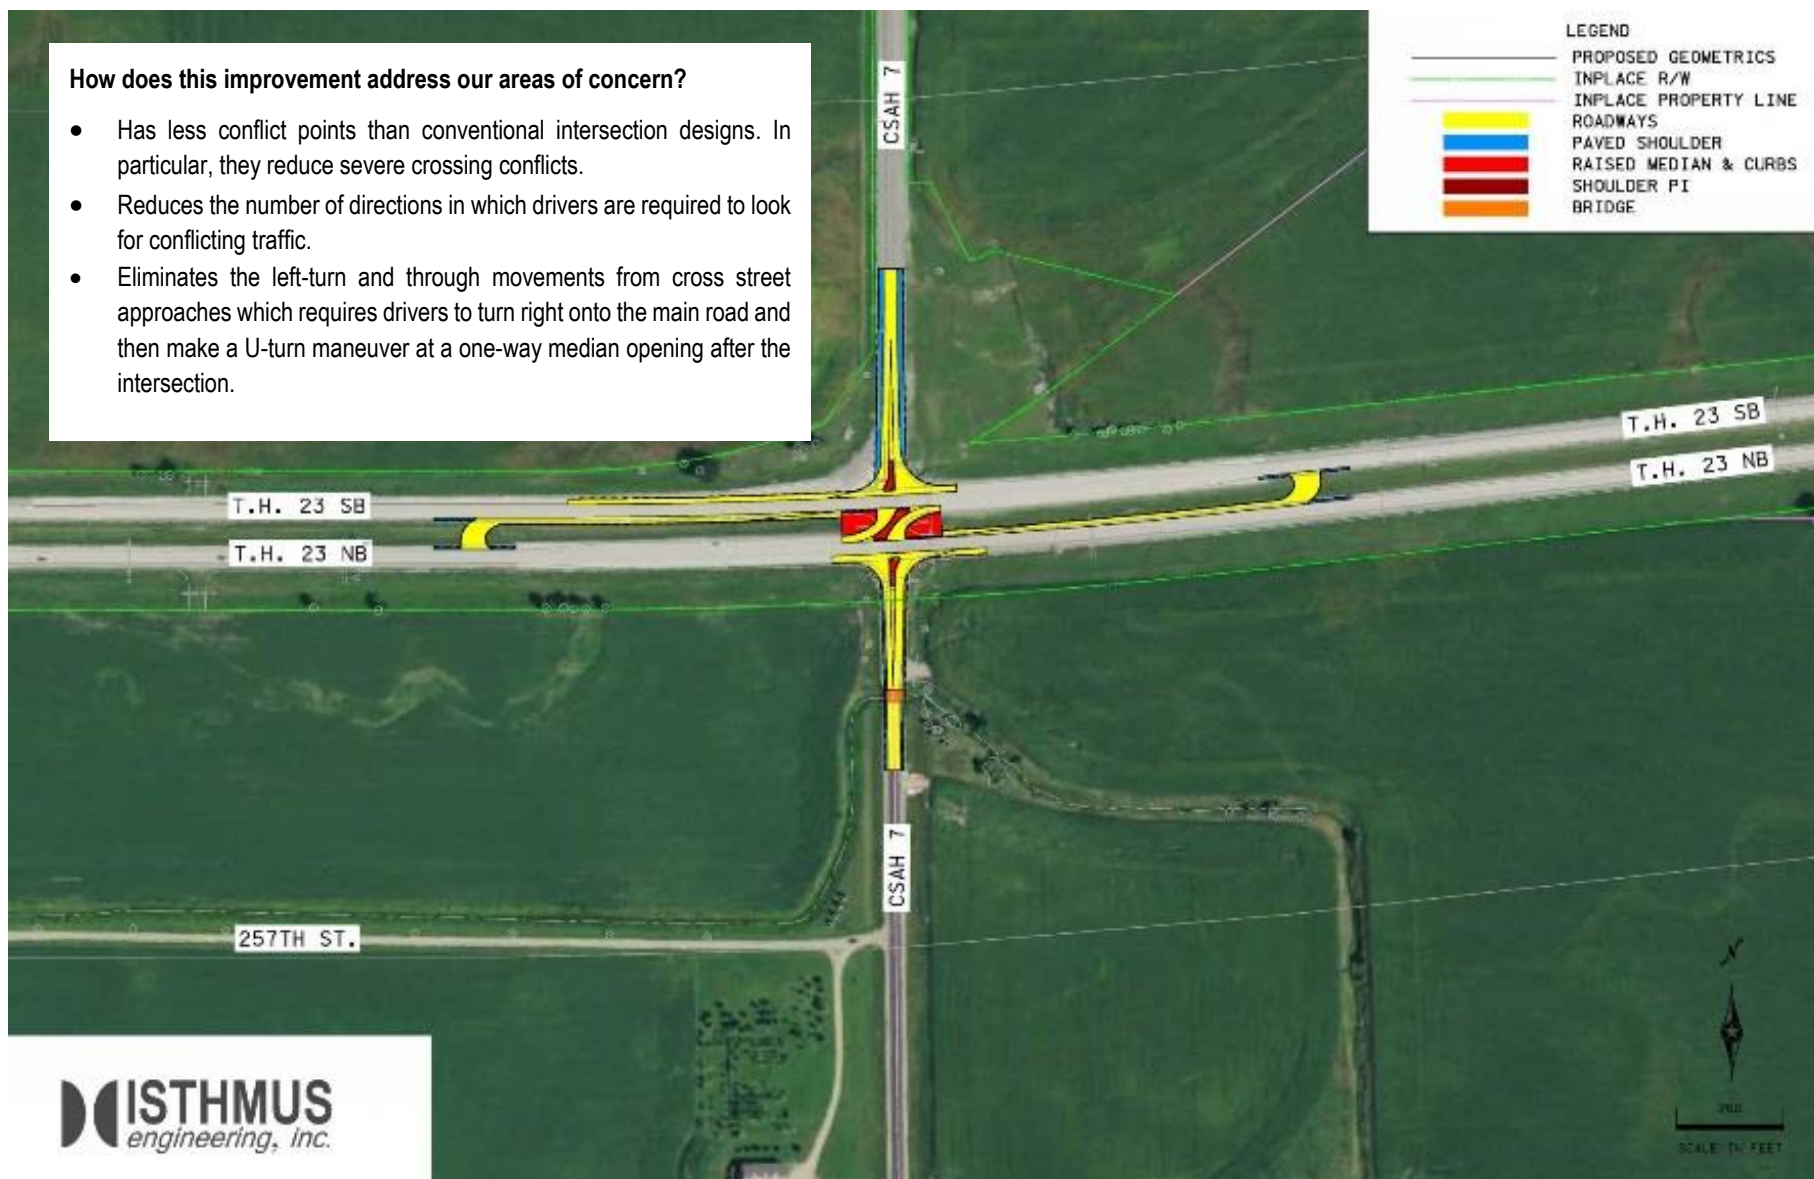 How does this improvement address our areas of concern?
● Has less conflict points than conventional intersection designs. In
particular, they reduce severe crossing conflicts.
● Reduces the number of directions in which drivers are required to look
for conflicting traffic.
● Eliminates the left-turn and through movements from cross street
approaches which requires drivers to turn right onto the main road and
then make a U-turn maneuver at a one-way median opening after the
intersection.
CSAH 7
LEGEND
PROPOSED GEOMETRICS
INPLACE R/W
INPLACE PROPERTY LINE
ROADWAYS
PAVED SHOULDER
RAISED MEDIAN & CURBS
SHOULDER PI
BRIDGE
T.H. 23 SB
T.H. 23 NB
T.H. 23 SB
T.H. 23 NB
CSAH 7
257TH ST.
N
SCALE IN FEET
ISTHMUS
engineering, inc.